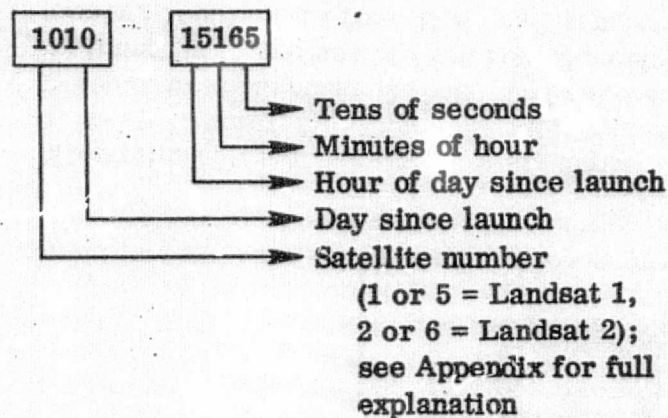 1010 15165
Tens of seconds
Minutes of hour
Hour of day since launch
Day since launch
Satellite number
(1 or 5 = Landsat 1,
2 or 6 = Landsat 2);
see Appendix for full
explanation